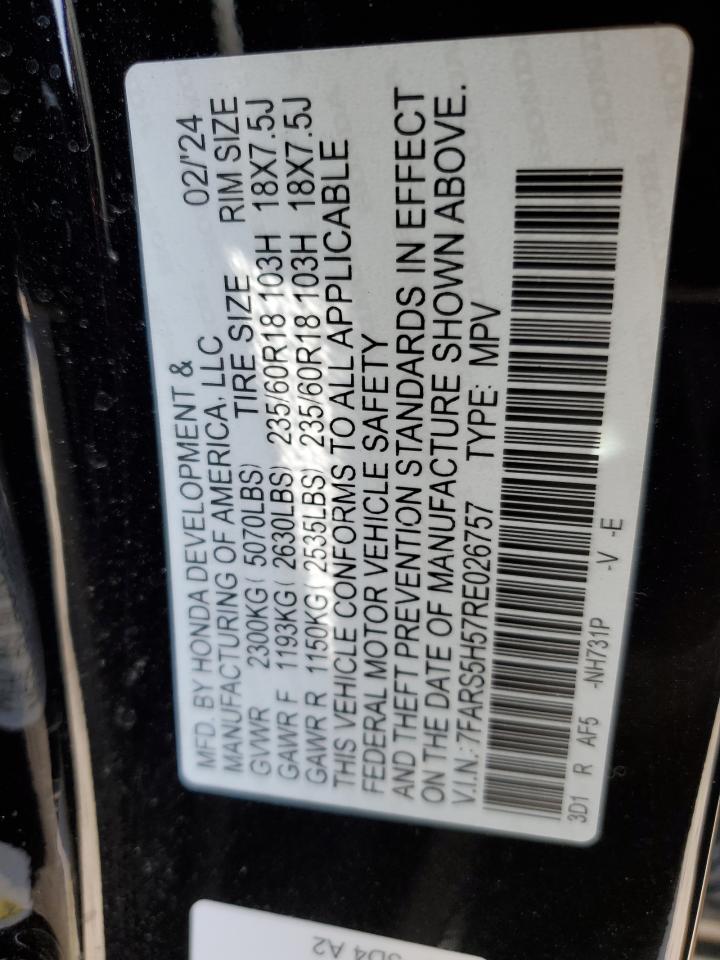 MFD. BY HONDA DEVELOPMENT & 02/'24
MANUFACTURING OF AMERICA, LLC
TIRE SIZE RIM SIZE
GVWR 2300KG( 5070LBS)
GAWR F 1193KG( 2630LBS) 235/60R18 103H 18X7.5J
GAWR R 1150KG( 2535LBS) 235/60R18 103H 18X7.5J
THIS VEHICLE CONFORMS TO ALL APPLICABLE
FEDERAL MOTOR VEHICLE SAFETY
AND THEFT PREVENTION STANDARDS IN EFFECT
ON THE DATE OF MANUFACTURE SHOWN ABOVE.
V.I.N.: 7FARS5H57RE026757 TYPE: MPV
3D1 R AF5 -NH731P -V -E